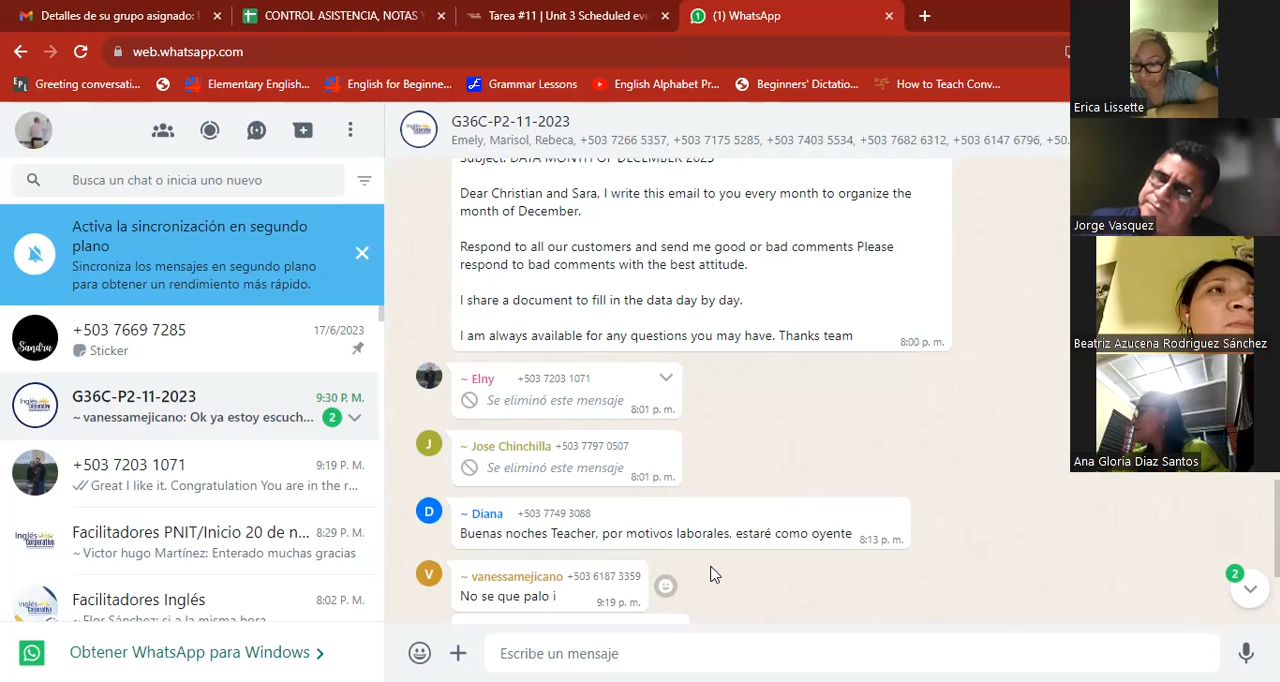 Detalles de su grupo asignado: I
CONTROL ASISTENCIA, NOTAS Y
Tarea #11 | Unit 3 Scheduled eve
(1) WhatsApp
web.whatsapp.com
Greeting conversati...
Elementary English...
English for Beginne...
Grammar Lessons
English Alphabet Pr...
Beginners' Dictatio...
How to Teach Conv...
Erica Lissette
Jorge Vasquez
Beatriz Azucena Rodriguez Sánchez
Ana Gloria Diaz Santos
Busca un chat o inicia uno nuevo
Activa la sincronización en segundo
plano
Sincroniza los mensajes en segundo plano
para obtener un rendimiento más rápido.
Sandra
+503 7669 7285
17/6/2023
Sticker
G36C-P2-11-2023
9:30 P. M.
~ vanessamejicano: Ok ya estoy escuch...
2
+503 7203 1071
9:19 P. M.
Great I like it. Congratulation You are in the r...
Facilitadores PNIT/Inicio 20 de n...
8:29 P. M.
~ Victor hugo Martínez: Enterado muchas gracias
Facilitadores Inglés
8:02 P. M.
~ Flor Sánchez: si a la misma hora
Obtener WhatsApp para Windows
G36C-P2-11-2023
Emely, Marisol, Rebeca, +503 7266 5357, +503 7175 5285, +503 7403 5534, +503 7682 6312, +503 6147 6796, +50
Subject: DATA MONTH OF DECEMBER 2023
Dear Christian and Sara, I write this email to you every month to organize the
month of December.
Respond to all our customers and send me good or bad comments Please
respond to bad comments with the best attitude.
I share a document to fill in the data day by day.
I am always available for any questions you may have. Thanks team
8:00 p. m.
~ Elny +503 7203 1071
Se eliminó este mensaje
8:01 p. m.
J
~ Jose Chinchilla +503 7797 0507
Se eliminó este mensaje
8:01 p. m.
D
~ Diana +503 7749 3088
Buenas noches Teacher, por motivos laborales, estaré como oyente
8:13 p. m.
V
~ vanessamejicano +503 6187 3359
No se que palo i
9:19 p. m.
2
Escribe un mensaje